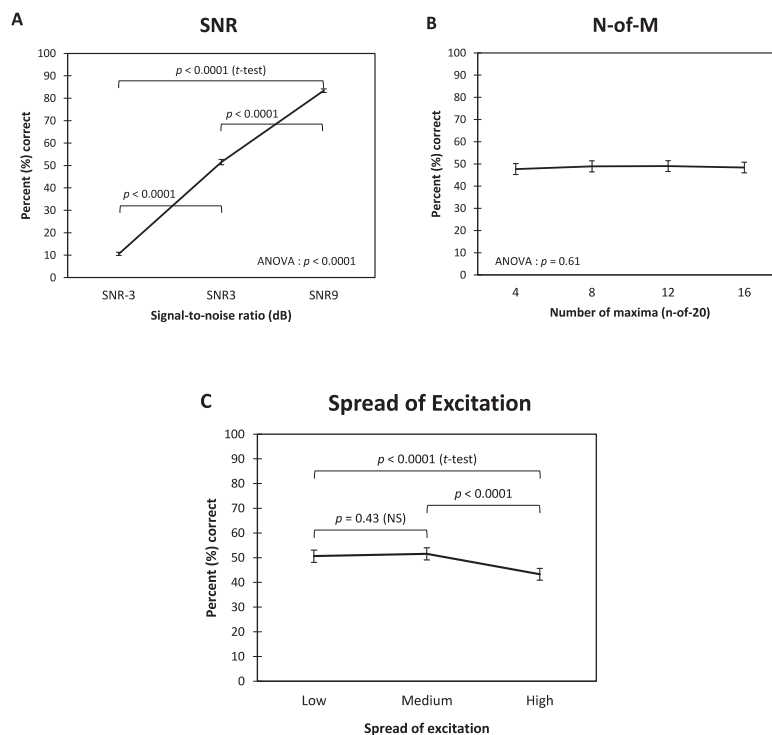 A
SNR
100
90
80
70
60
50
40
30
20
10
0
Percent (%) correct
p < 0.0001 (t-test)
p < 0.0001
p < 0.0001
ANOVA : p < 0.0001
SNR-3 SNR3 SNR9
Signal-to-noise ratio (dB)
B
N-of-M
100
90
80
70
60
50
40
30
20
10
0
Percent (%) correct
ANOVA : p = 0.61
4 8 12 16
Number of maxima (n-of-20)
C
Spread of Excitation
100
90
80
70
60
50
40
30
20
10
0
Percent (%) correct
p < 0.0001 (t-test)
p < 0.0001
p = 0.43 (NS)
Low Medium High
Spread of excitation